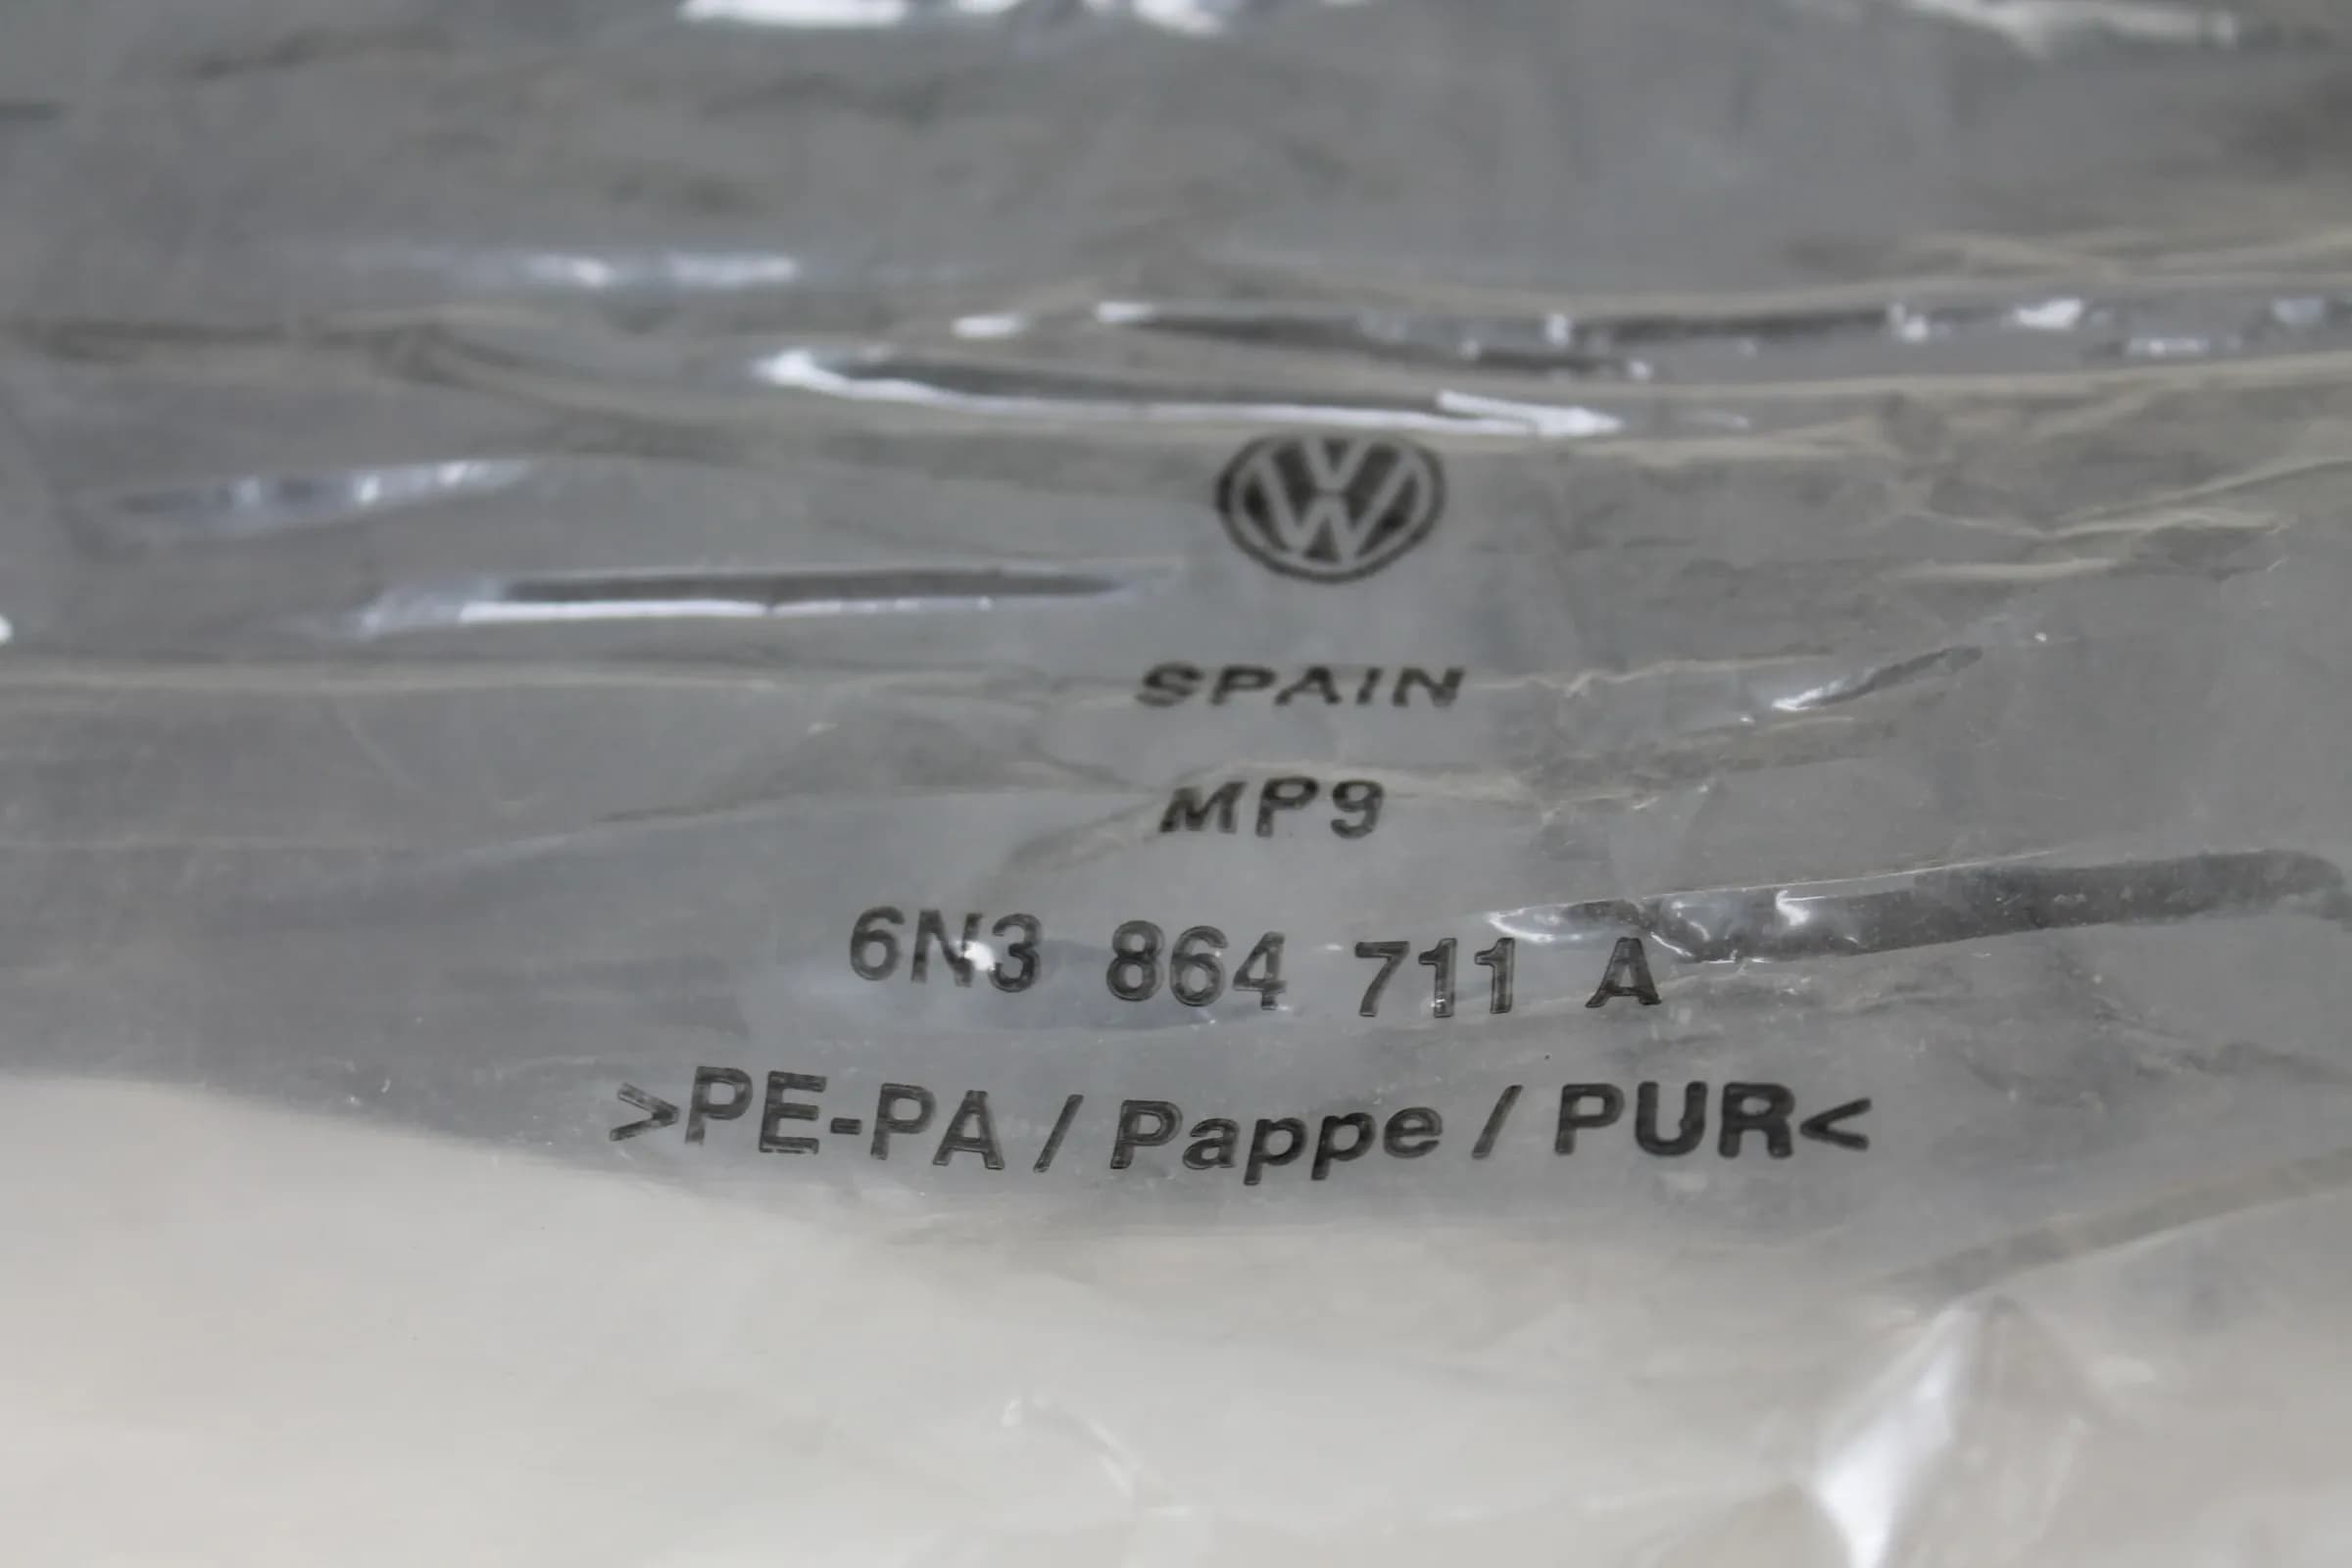 SPAIN
MP9
6N3 864 711 A
>PE-PA / Pappe / PUR<